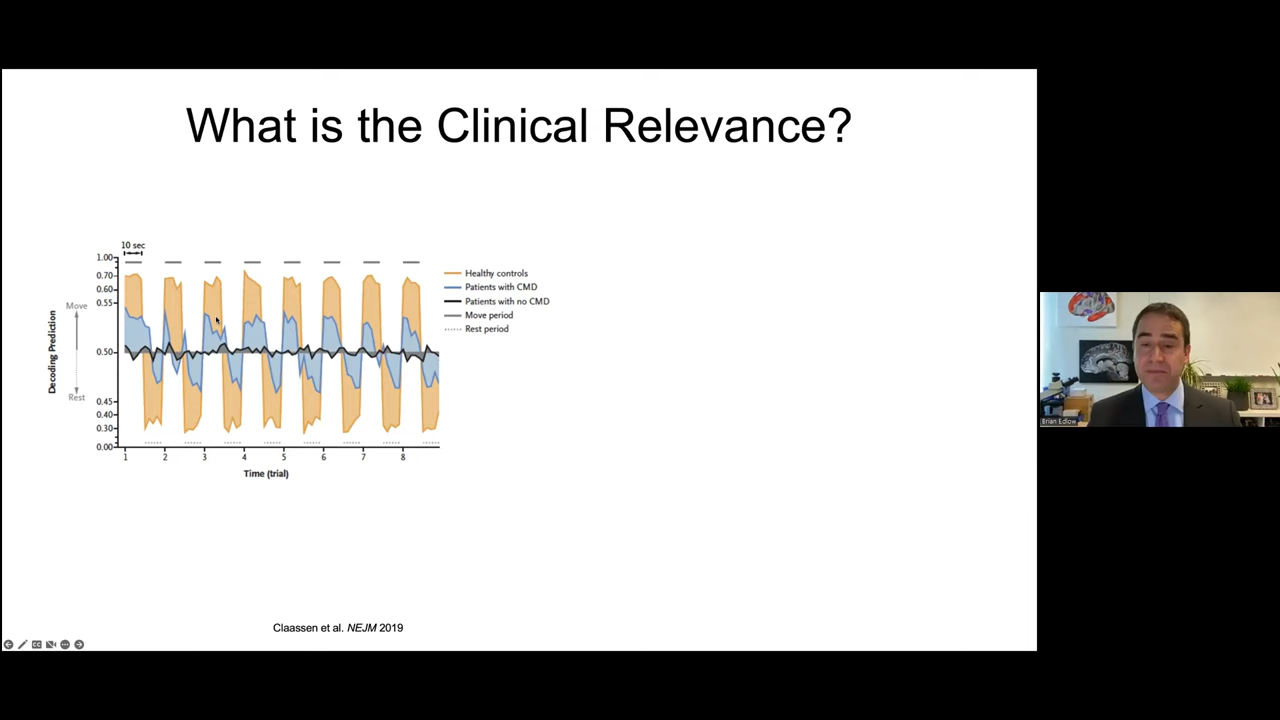 What is the Clinical Relevance?
10 sec
1.00
0.70
0.60
0.55
0.50
0.45
0.40
0.30
0.00
Move
Rest
Decoding Prediction
1 2 3 4 5 6 7 8
Time (trial)
Healthy controls
Patients with CMD
Patients with no CMD
Move period
Rest period
Claassen et al. NEJM 2019
Brian Edlow